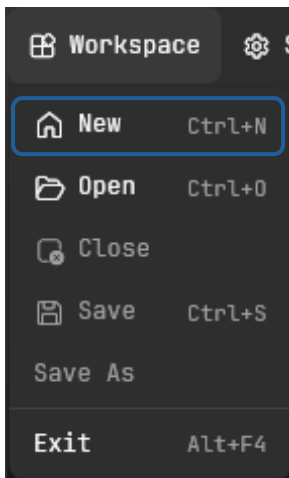 Workspace
New Ctrl+N
Open Ctrl+O
Close
Save Ctrl+S
Save As
Exit Alt+F4